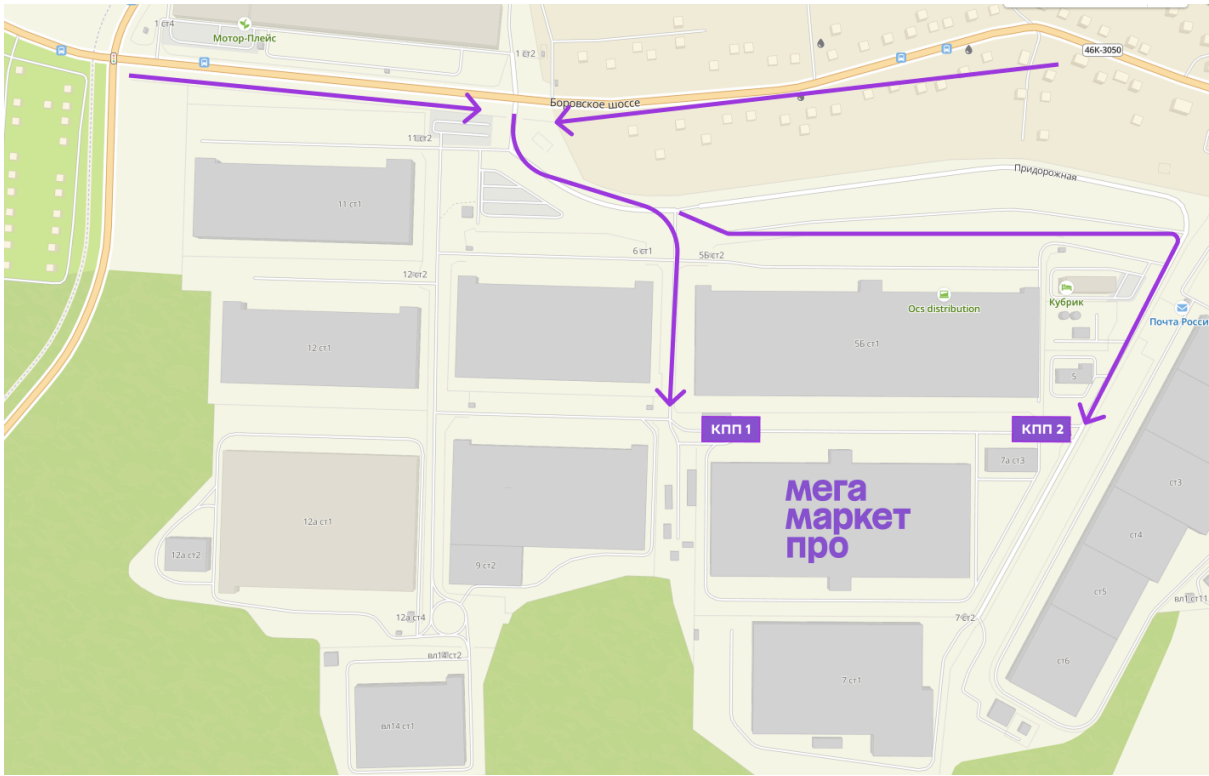 1 ст4
Мотор-Плейс
1 ст2
46К-3050
Боровское шоссе
11 ст2
Придорожная
11 ст1
6 ст1
5Б ст2
12 ст2
Кубрик
Ocs distribution
Почта Росси
5Б ст1
12 ст1
5
КПП 1
КПП 2
7а ст3
мега
маркет
про
ст3
12а ст1
ст4
12а ст2
9 ст2
ст5
вл1 ст11
12а ст4
7 ст2
вл14 ст2
ст6
7 ст1
вл14 ст1